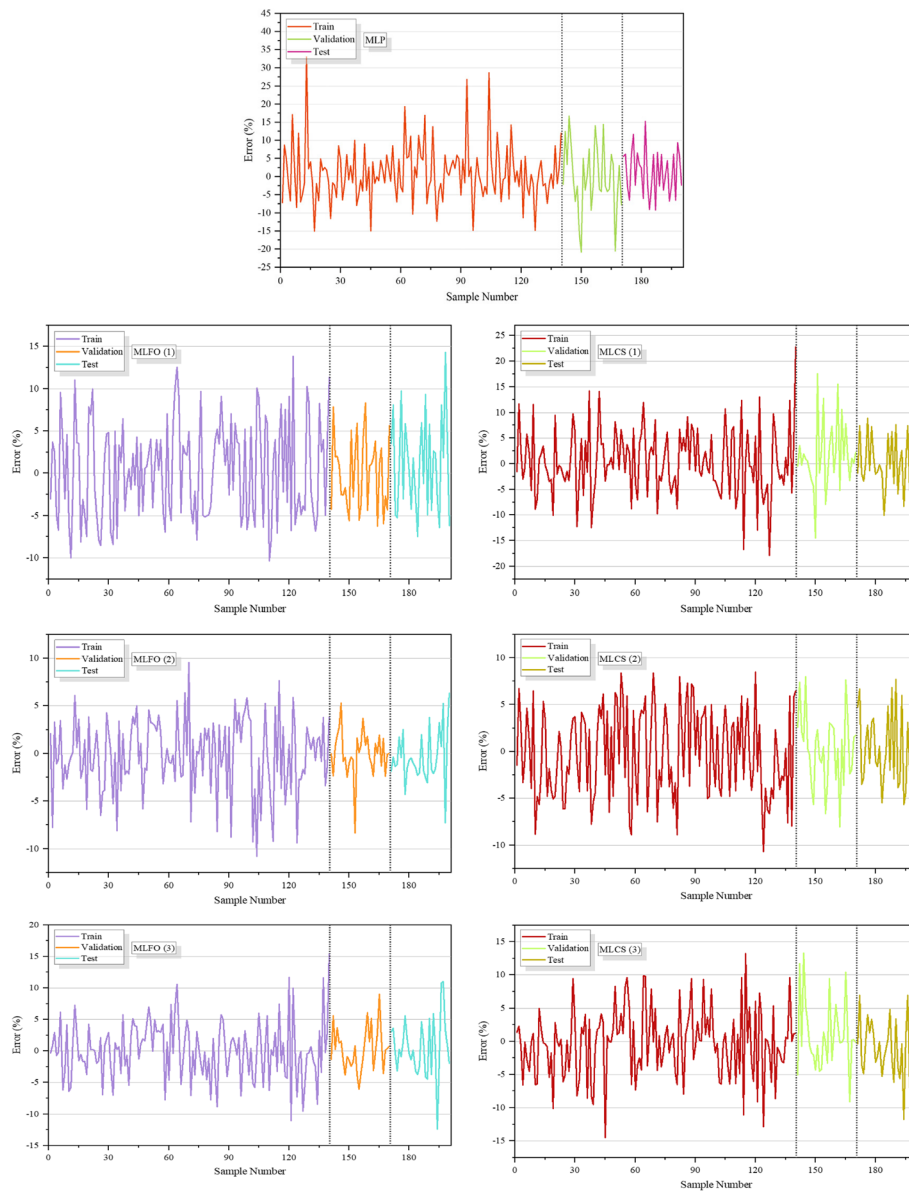 45
40
35
30
25
20
15
10
5
0
-5
-10
-15
-20
-25
Error (%)
Train
Validation
Test
MLP
0 30 60 90 120 150 180
Sample Number
15
10
5
0
-5
-10
Error (%)
Train
Validation
Test
MLFO (1)
0 30 60 90 120 150 180
Sample Number
25
20
15
10
5
0
-5
-10
-15
-20
Error (%)
Train
Validation
Test
MLCS (1)
0 30 60 90 120 150 180
Sample Number
10
5
0
-5
-10
Error (%)
Train
Validation
Test
MLFO (2)
0 30 60 90 120 150 180
Sample Number
10
5
0
-5
-10
Error (%)
Train
Validation
Test
MLCS (2)
0 30 60 90 120 150 180
Sample Number
20
15
10
5
0
-5
-10
-15
Error (%)
Train
Validation
Test
MLFO (3)
0 30 60 90 120 150 180
Sample Number
15
10
5
0
-5
-10
-15
Error (%)
Train
Validation
Test
MLCS (3)
0 30 60 90 120 150 180
Sample Number